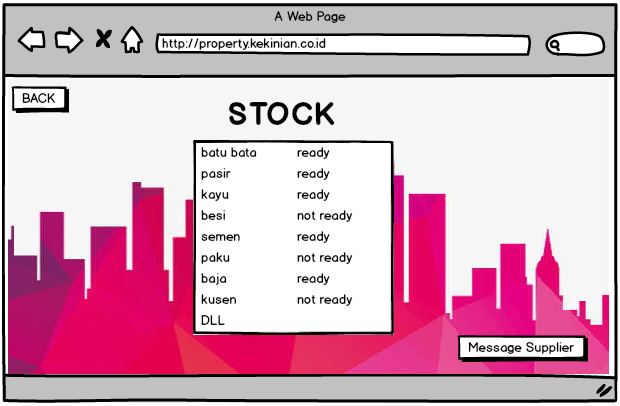 A Web Page
http://property.kekinian.co.id
BACK
STOCK
batu bata ready
pasir ready
kayu ready
besi not ready
semen ready
paku not ready
baja ready
kusen not ready
DLL
Message Supplier